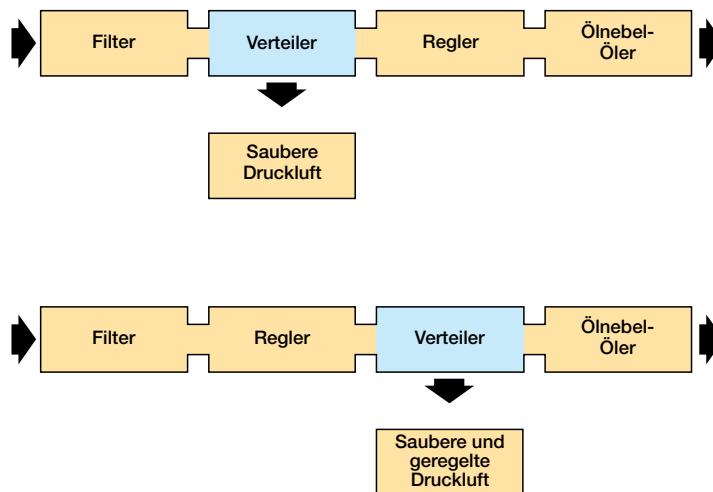 Filter
Verteiler
Regler
Ölnebel-
Öler
Saubere
Druckluft
Filter
Regler
Verteiler
Ölnebel-
Öler
Saubere und
geregelte
Druckluft